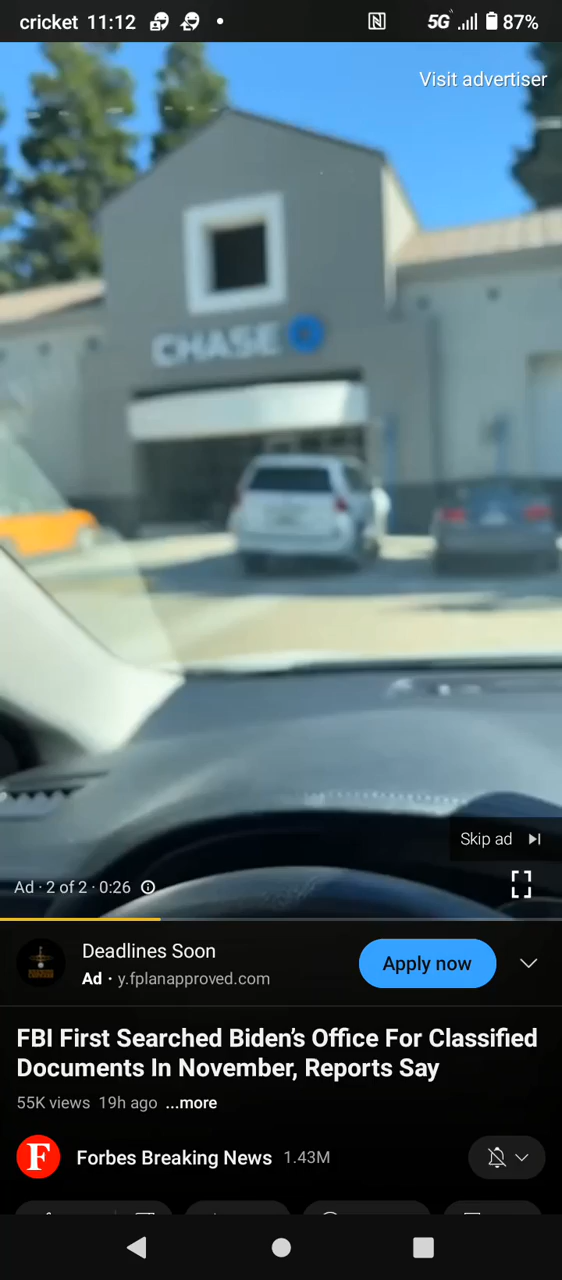 cricket 11:12 5G 87%
Visit advertiser
CHASE
Skip ad
Ad · 2 of 2 · 0:26
Deadlines Soon
Apply now
Ad · y.fplanapproved.com
FBI First Searched Biden’s Office For Classified
Documents In November, Reports Say
55K views 19h ago ...more
F
Forbes Breaking News 1.43M